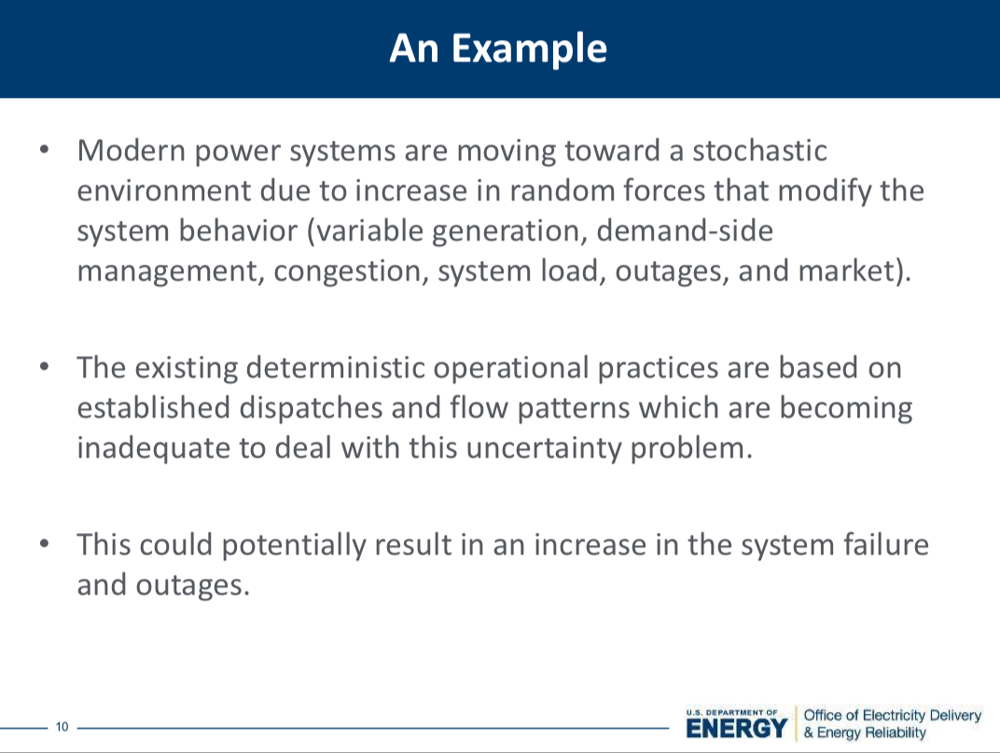 An Example
• Modern power systems are moving toward a stochastic
environment due to increase in random forces that modify the
system behavior (variable generation, demand-side
management, congestion, system load, outages, and market).
• The existing deterministic operational practices are based on
established dispatches and flow patterns which are becoming
inadequate to deal with this uncertainty problem.
• This could potentially result in an increase in the system failure
and outages.
10
U.S. DEPARTMENT OF
ENERGY
Office of Electricity Delivery
& Energy Reliability